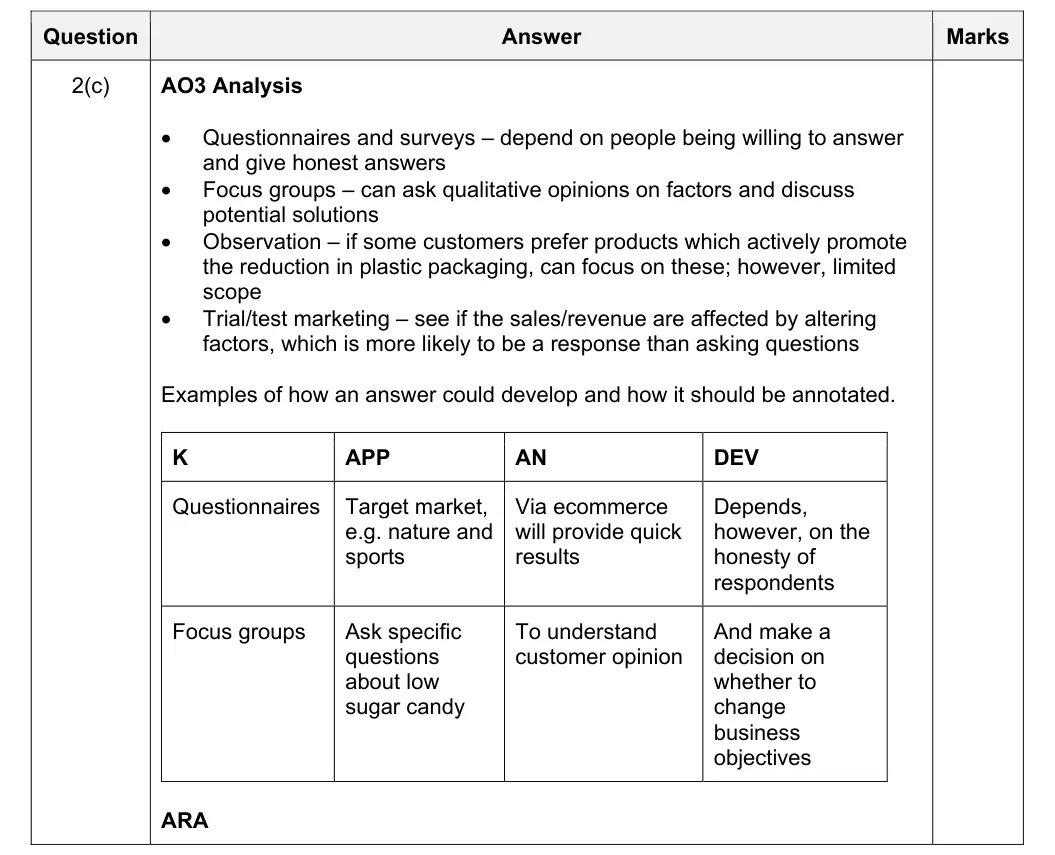 Question Answer Marks
2(c) AO3 Analysis
• Questionnaires and surveys – depend on people being willing to answer
and give honest answers
• Focus groups – can ask qualitative opinions on factors and discuss
potential solutions
• Observation – if some customers prefer products which actively promote
the reduction in plastic packaging, can focus on these; however, limited
scope
• Trial/test marketing – see if the sales/revenue are affected by altering
factors, which is more likely to be a response than asking questions
Examples of how an answer could develop and how it should be annotated.
K APP AN DEV
Questionnaires Target market, Via ecommerce Depends,
e.g. nature and will provide quick however, on the
sports results honesty of
respondents
Focus groups Ask specific To understand And make a
questions customer opinion decision on
about low whether to
sugar candy change
business
objectives
ARA